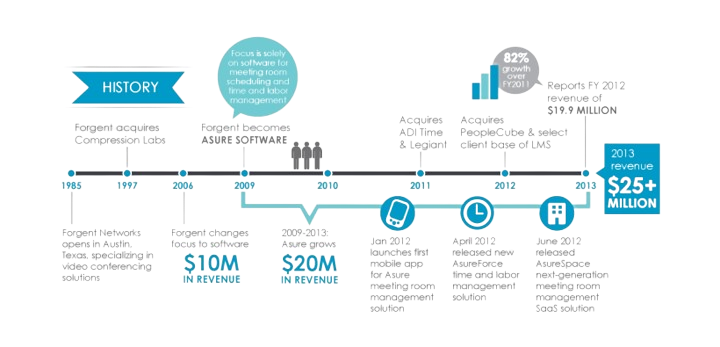 HISTORY
Focus is solely
on software for
meeting room
scheduling and
time and labor
management
82%
growth
over
FY2011
Reports FY 2012
revenue of
$19.9 MILLION
Forgent acquires
Compression Labs
Forgent becomes
ASURE SOFTWARE
Acquires
ADI Time
& Legiant
Acquires
PeopleCube & select
client base of LMS
2013
revenue
$25+
MILLION
1985
1997
2006
2009
2010
2011
2012
2013
Forgent Networks
opens in Austin,
Texas, specializing in
video conferencing
solutions
Forgent changes
focus to software
$10M
IN REVENUE
2009-2013:
Asure grows
$20M
IN REVENUE
Jan 2012
launches first
mobile app
for Asure
meeting room
management
solution
April 2012
released new
AsureForce
time and labor
management
solution
June 2012
released
AsureSpace
next-generation
meeting room
management
SaaS solution